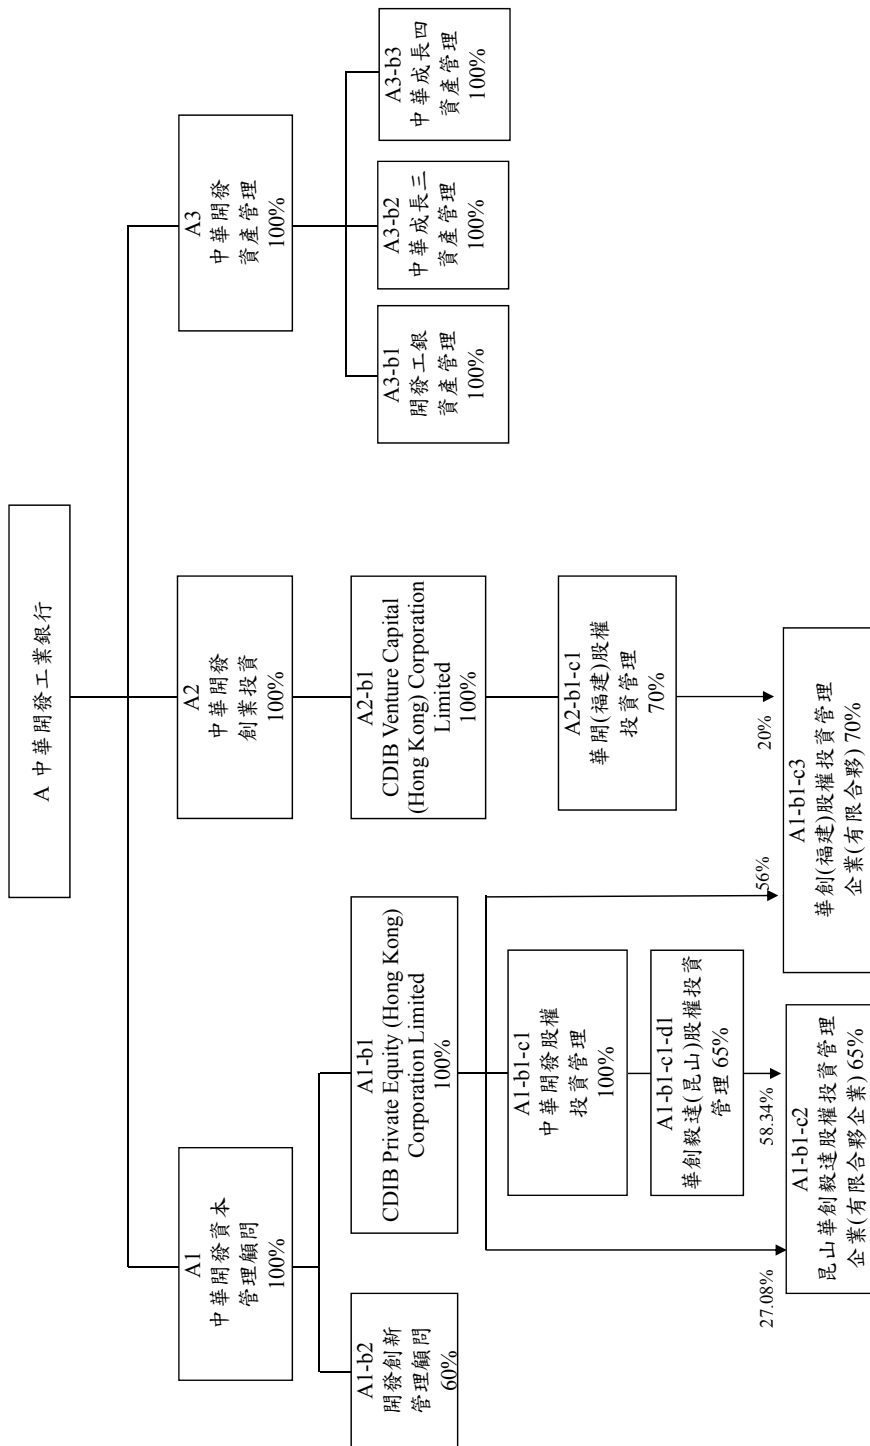 A 中華開發工業銀行
A1
中華開發資本
管理顧問
100%
A2
中華開發
創業投資
100%
A3
中華開發
資產管理
100%
A1-b2
開發創新
管理顧問
60%
A1-b1
CDIB Private Equity (Hong Kong)
Corporation Limited
100%
A2-b1
CDIB Venture Capital
(Hong Kong) Corporation
Limited
100%
A3-b1
開發工銀
資產管理
100%
A3-b2
中華成長三
資產管理
100%
A3-b3
中華成長四
資產管理
100%
A1-b1-c1
中華開發股權
投資管理
100%
A2-b1-c1
華開(福建)股權
投資管理
70%
A1-b1-c1-d1
華創毅達(昆山)股權投資
管理 65%
27.08%
58.34%
56%
20%
A1-b1-c2
昆山華創毅達股權投資管理
企業(有限合夥企業) 65%
A1-b1-c3
華創(福建)股權投資管理
企業(有限合夥) 70%